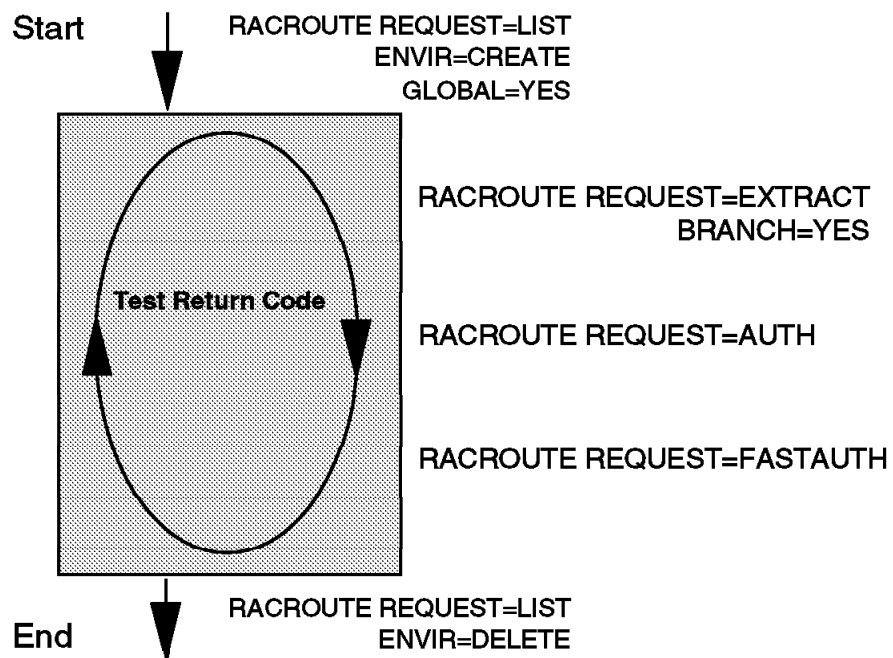 Start
RACROUTE REQUEST=LIST
ENVIR=CREATE
GLOBAL=YES
RACROUTE REQUEST=EXTRACT
BRANCH=YES
Test Return Code
RACROUTE REQUEST=AUTH
RACROUTE REQUEST=FASTAUTH
RACROUTE REQUEST=LIST
End
ENVIR=DELETE